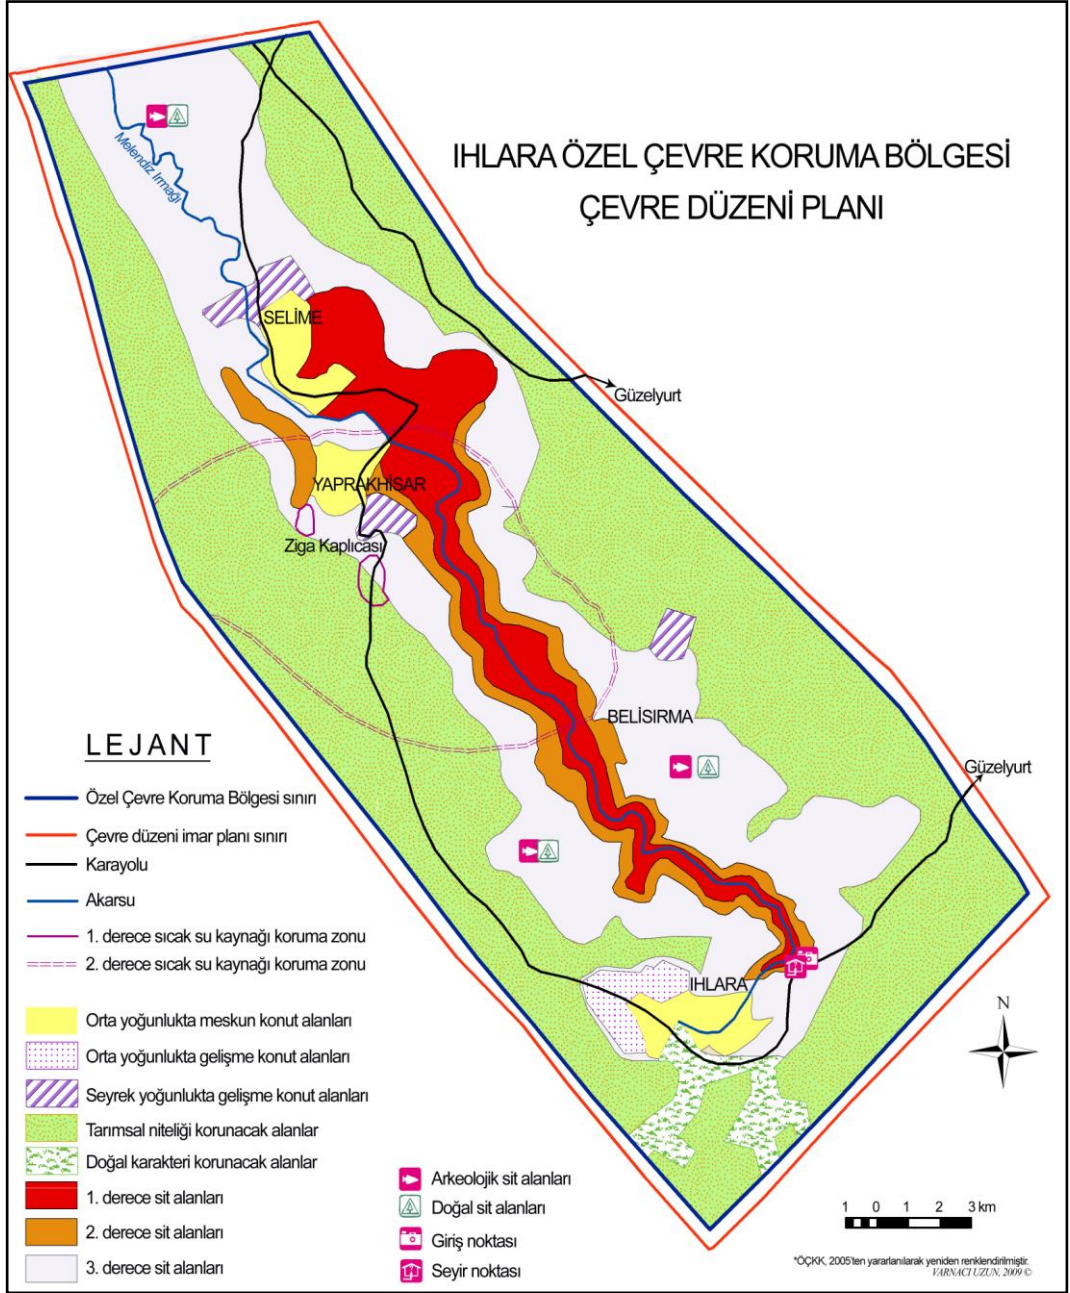 IHLARA ÖZEL ÇEVRE KORUMA BÖLGESİ
ÇEVRE DÜZENİ PLANI
Melendiz Irmağı
SELİME
Güzelyurt
YAPRAKHİSAR
Ziga Kaplıcası
BELİSIRMA
Güzelyurt
IHLARA
LEJANT
Özel Çevre Koruma Bölgesi sınırı
Çevre düzeni imar planı sınırı
Karayolu
Akarsu
1. derece sıcak su kaynağı koruma zonu
2. derece sıcak su kaynağı koruma zonu
Orta yoğunlukta meskun konut alanları
Orta yoğunlukta gelişme konut alanları
Seyrek yoğunlukta gelişme konut alanları
Tarımsal niteliği korunacak alanlar
Doğal karakteri korunacak alanlar
1. derece sit alanları
2. derece sit alanları
3. derece sit alanları
Arkeolojik sit alanları
Doğal sit alanları
Giriş noktası
Seyir noktası
N
1 0 1 2 3 km
*ÖÇKK, 2005'ten yararlanılarak yeniden renklendirilmiştir.
VARNACI UZUN, 2009 ©